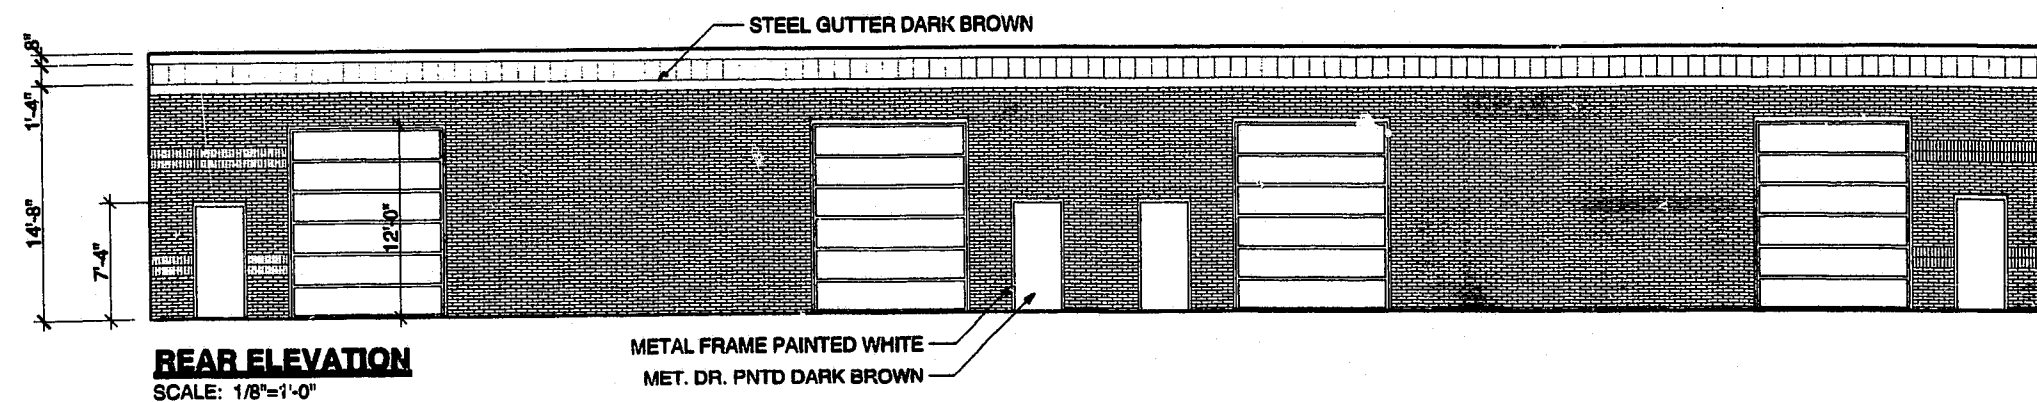 STEEL GUTTER DARK BROWN
8"
1'-4"
14'-8"
7'-4"
12'-0"
METAL FRAME PAINTED WHITE
MET. DR. PNTD DARK BROWN
REAR ELEVATION
SCALE: 1/8"=1'-0"